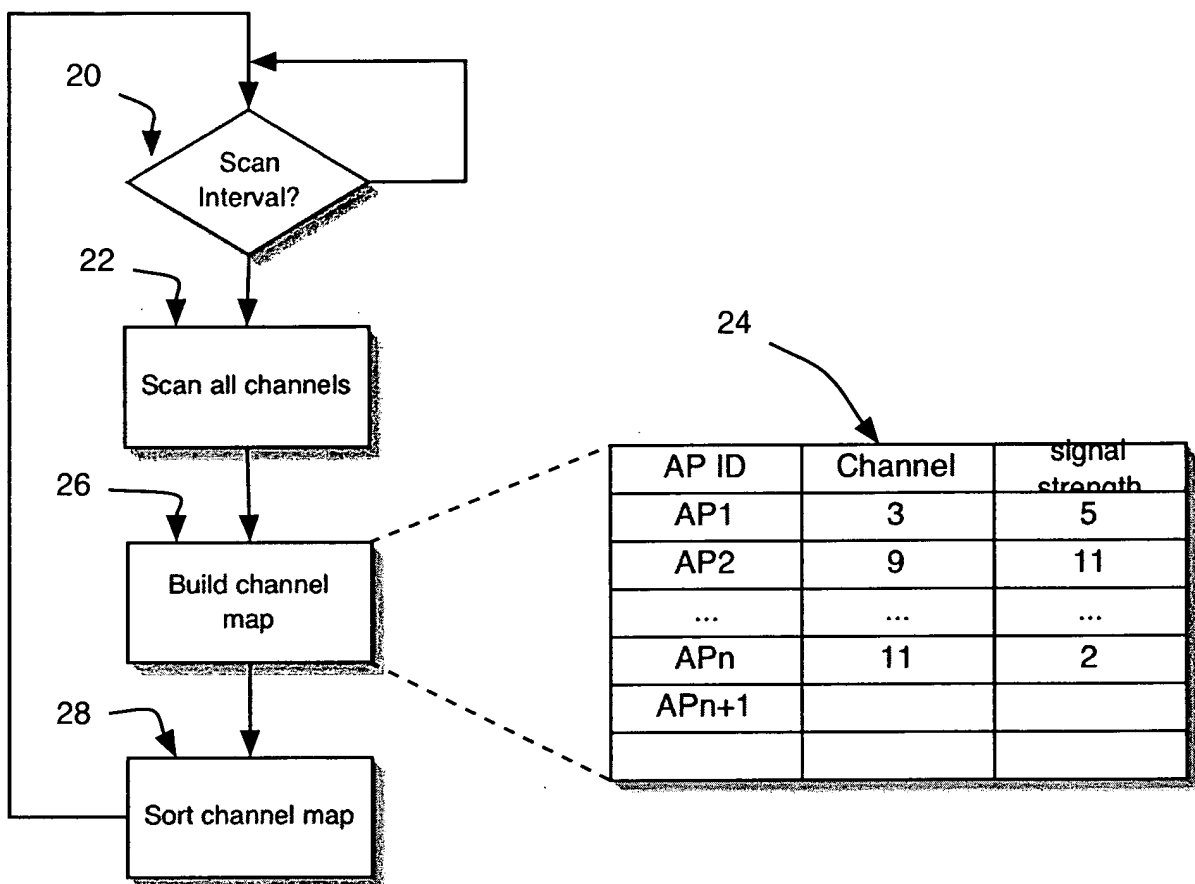 20
Scan
Interval?
22
Scan all channels
24
26
Build channel
map
AP ID Channel signal
strength
AP1 3 5
AP2 9 11
... ... ...
APn 11 2
APn+1
28
Sort channel map